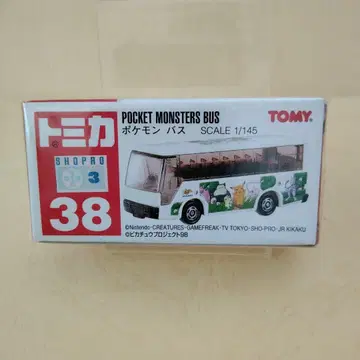 トミカ
SHOPRO
3
38
POCKET MONSTERS BUS
ポケモン バス SCALE 1/145
TOMY
©Nintendo・CREATURES・GAMEFREAK・TV TOKYO・SHO-PRO・JR KIKAKU
©ピカチュウプロジェクト98